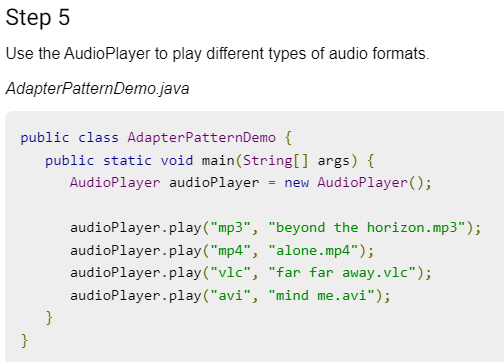 Step 5
Use the AudioPlayer to play different types of audio formats.
AdapterPatternDemo.java
public class AdapterPatternDemo {
   public static void main(String[] args) {
      AudioPlayer audioPlayer = new AudioPlayer();

      audioPlayer.play("mp3", "beyond the horizon.mp3");
      audioPlayer.play("mp4", "alone.mp4");
      audioPlayer.play("vlc", "far far away.vlc");
      audioPlayer.play("avi", "mind me.avi");
   }
}